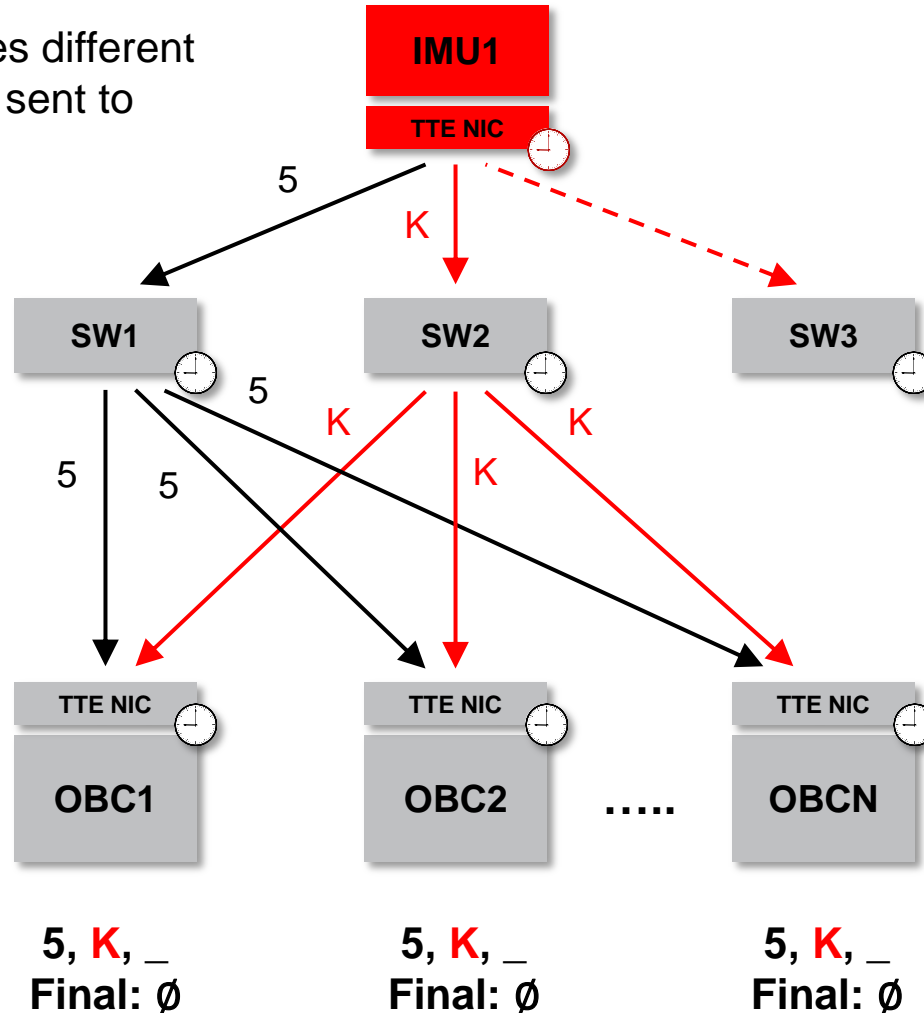 es different
sent to
IMU1
TTE NIC
5
K
SW1
SW2
SW3
5
K
K
5
5
K
TTE NIC
TTE NIC
TTE NIC
OBC1
OBC2
.....
OBCN
5, K, _
5, K, _
5, K, _
Final: ∅
Final: ∅
Final: ∅